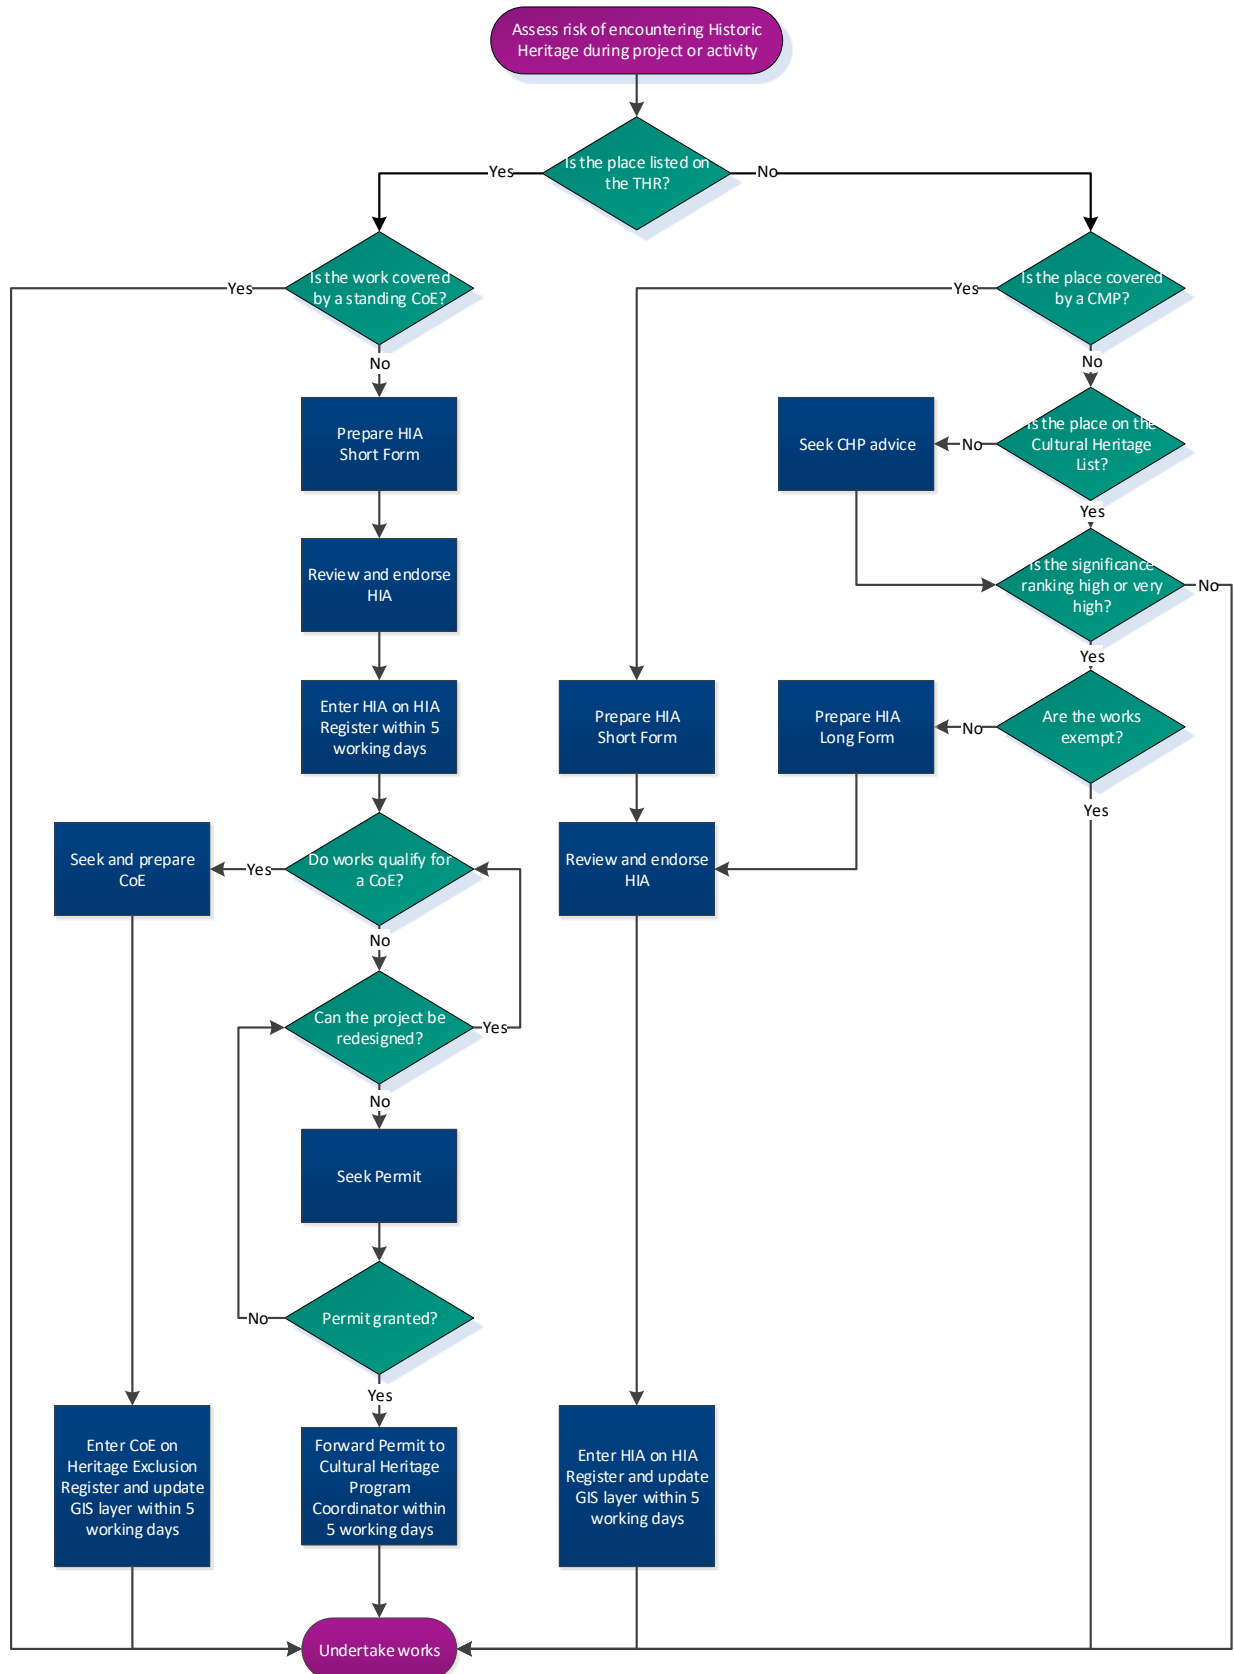 Assess risk of encountering Historic
Heritage during project or activity
Is the place listed on
the THR?
Yes
No
Is the work covered
by a standing CoE?
Yes
No
Is the place covered
by a CMP?
Yes
No
Prepare HIA
Short Form
Seek CHP advice
No
Is the place on the
Cultural Heritage
List?
Yes
Review and endorse
HIA
Is the significance
ranking high or very
high?
No
Yes
Enter HIA on HIA
Register within 5
working days
Prepare HIA
Short Form
Prepare HIA
Long Form
No
Are the works
exempt?
Yes
Seek and prepare
CoE
Yes
Do works qualify for
a CoE?
No
Review and endorse
HIA
Can the project be
redesigned?
Yes
No
Seek Permit
Permit granted?
No
Yes
Enter CoE on
Heritage Exclusion
Register and update
GIS layer within 5
working days
Forward Permit to
Cultural Heritage
Program
Coordinator within
5 working days
Enter HIA on HIA
Register and update
GIS layer within 5
working days
Undertake works